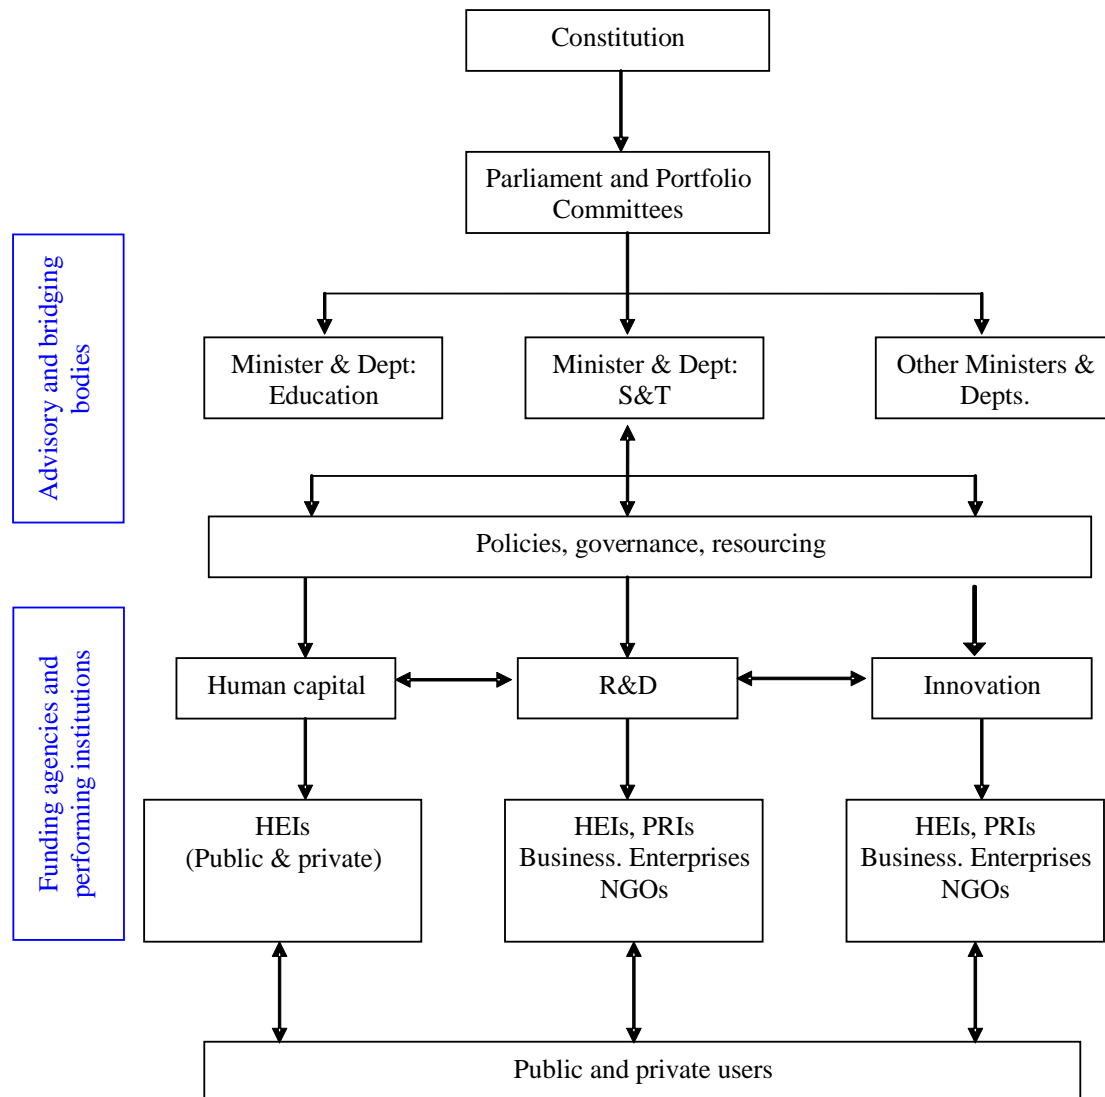 Constitution
Parliament and Portfolio
Committees
Advisory and bridging
bodies
Minister & Dept:
Education
Minister & Dept:
S&T
Other Ministers &
Depts.
Policies, governance, resourcing
Funding agencies and
performing institutions
Human capital
R&D
Innovation
HEIs
(Public & private)
HEIs, PRIs
Business. Enterprises
NGOs
HEIs, PRIs
Business. Enterprises
NGOs
Public and private users